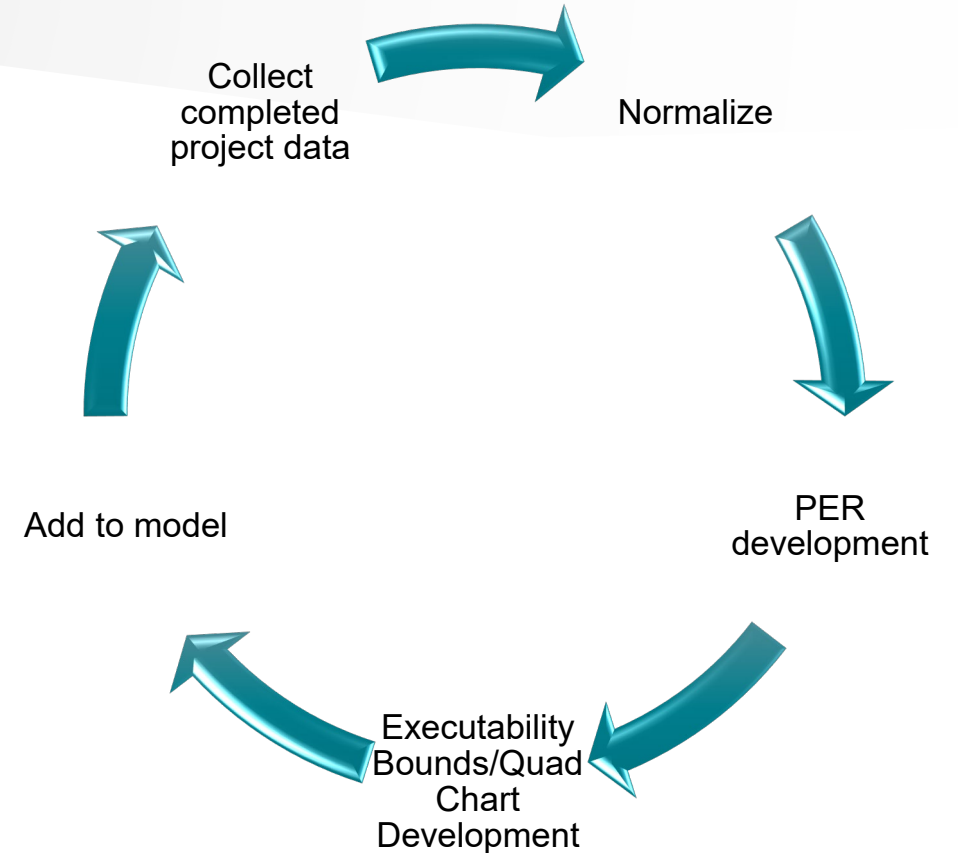 Collect
completed
project data
Normalize
PER
development
Executability
Bounds/Quad
Chart
Development
Add to model